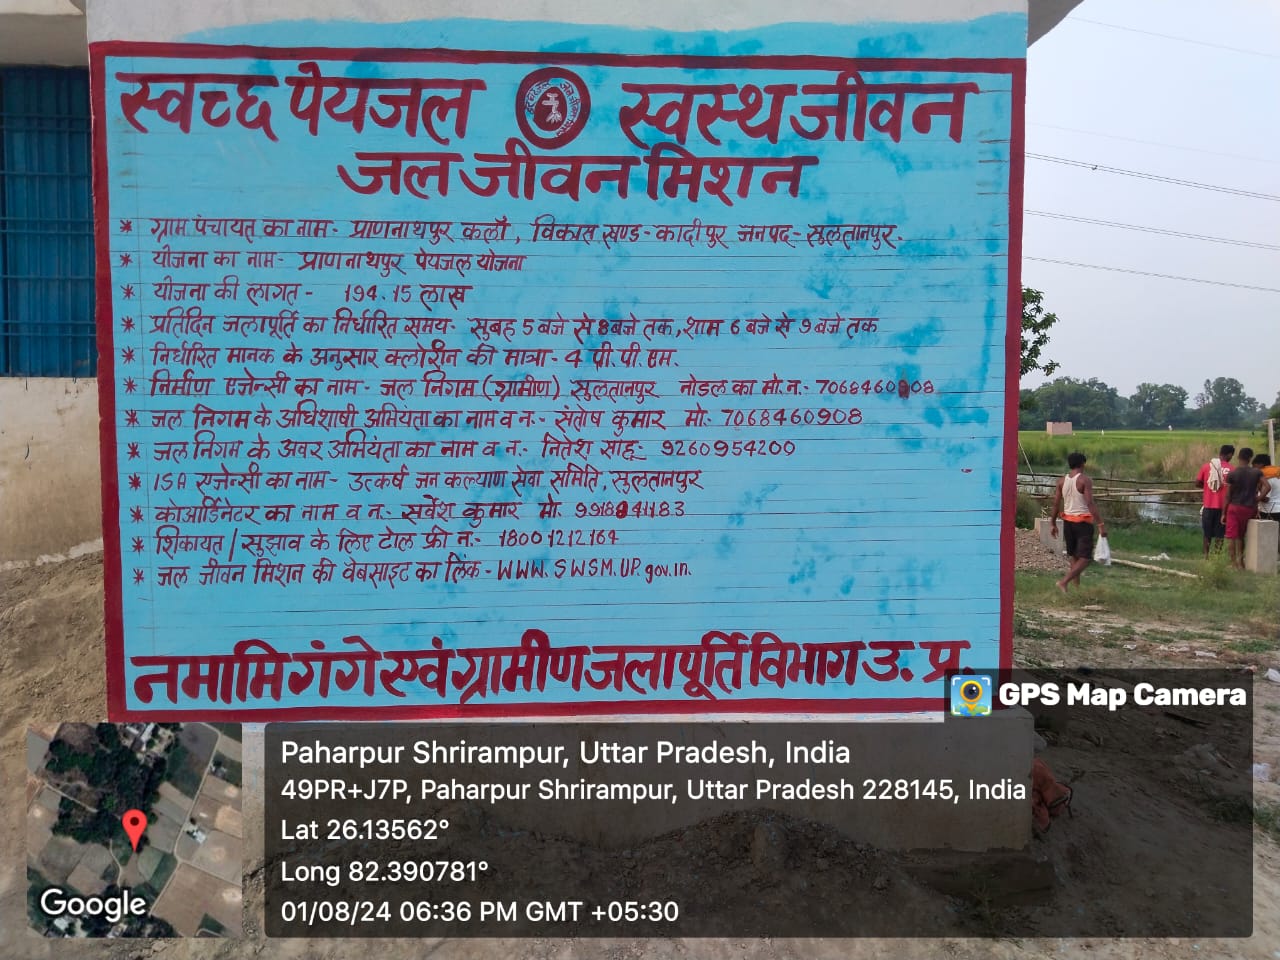 स्वच्छ पेयजल स्वस्थ जीवन
जल जीवन मिशन
* ग्राम पंचायत का नाम- प्राणनाथपुर कलॉ, विकास खण्ड- कादीपुर जनपद- सुलतानपुर.
* योजना का नाम- प्राणनाथपुर पेयजल योजना
* योजना की लागत- 194.15 लाख
* प्रतिदिन जलापूर्ति का निर्धारित समय- सुबह 5 बजे से 8 बजे तक, शाम 6 बजे से 9 बजे तक
* निर्धारित मानक के अनुसार क्लोरीन की मात्रा- 4 पी.पी.एम.
* निर्माण एजेन्सी का नाम- जल निगम (ग्रामीण) सुलतानपुर नोडल का मो.न.- 7068460908
* जल निगम के अधिशाषी अभियंता का नाम व न.- संतोष कुमार मो.- 7068460908
* जल निगम के अवर अभियंता का नाम व न.- नितेश साहू- 9260954200
* ISA एजेन्सी का नाम- उत्कर्ष जन कल्याण सेवा समिति, सुलतानपुर
* कोआर्डिनेटर का नाम व न.- सर्वेश कुमार मो.
* शिकायत/सुझाव के लिए टोल फ्री न.- 18001212164
* जल जीवन मिशन की वेबसाइट का लिंक- WWW.SWSM.UP.gov.in.
नमामि गंगे एवं ग्रामीण जलापूर्ति विभाग उ. प्र.
GPS Map Camera
Paharpur Shrirampur, Uttar Pradesh, India
49PR+J7P, Paharpur Shrirampur, Uttar Pradesh 228145, India
Lat 26.13562°
Long 82.390781°
01/08/24 06:36 PM GMT +05:30
Google